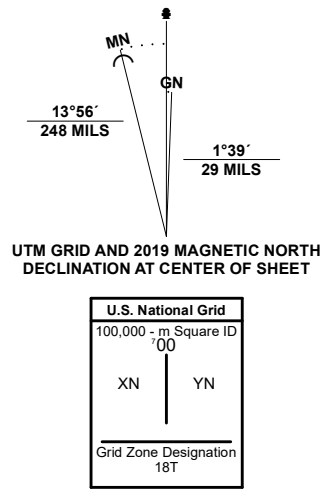 MN
GN
13°56´
248 MILS
1°39´
29 MILS
UTM GRID AND 2019 MAGNETIC NORTH
DECLINATION AT CENTER OF SHEET
U.S. National Grid
100,000 - m Square ID
⁷00
XN YN
Grid Zone Designation
18T